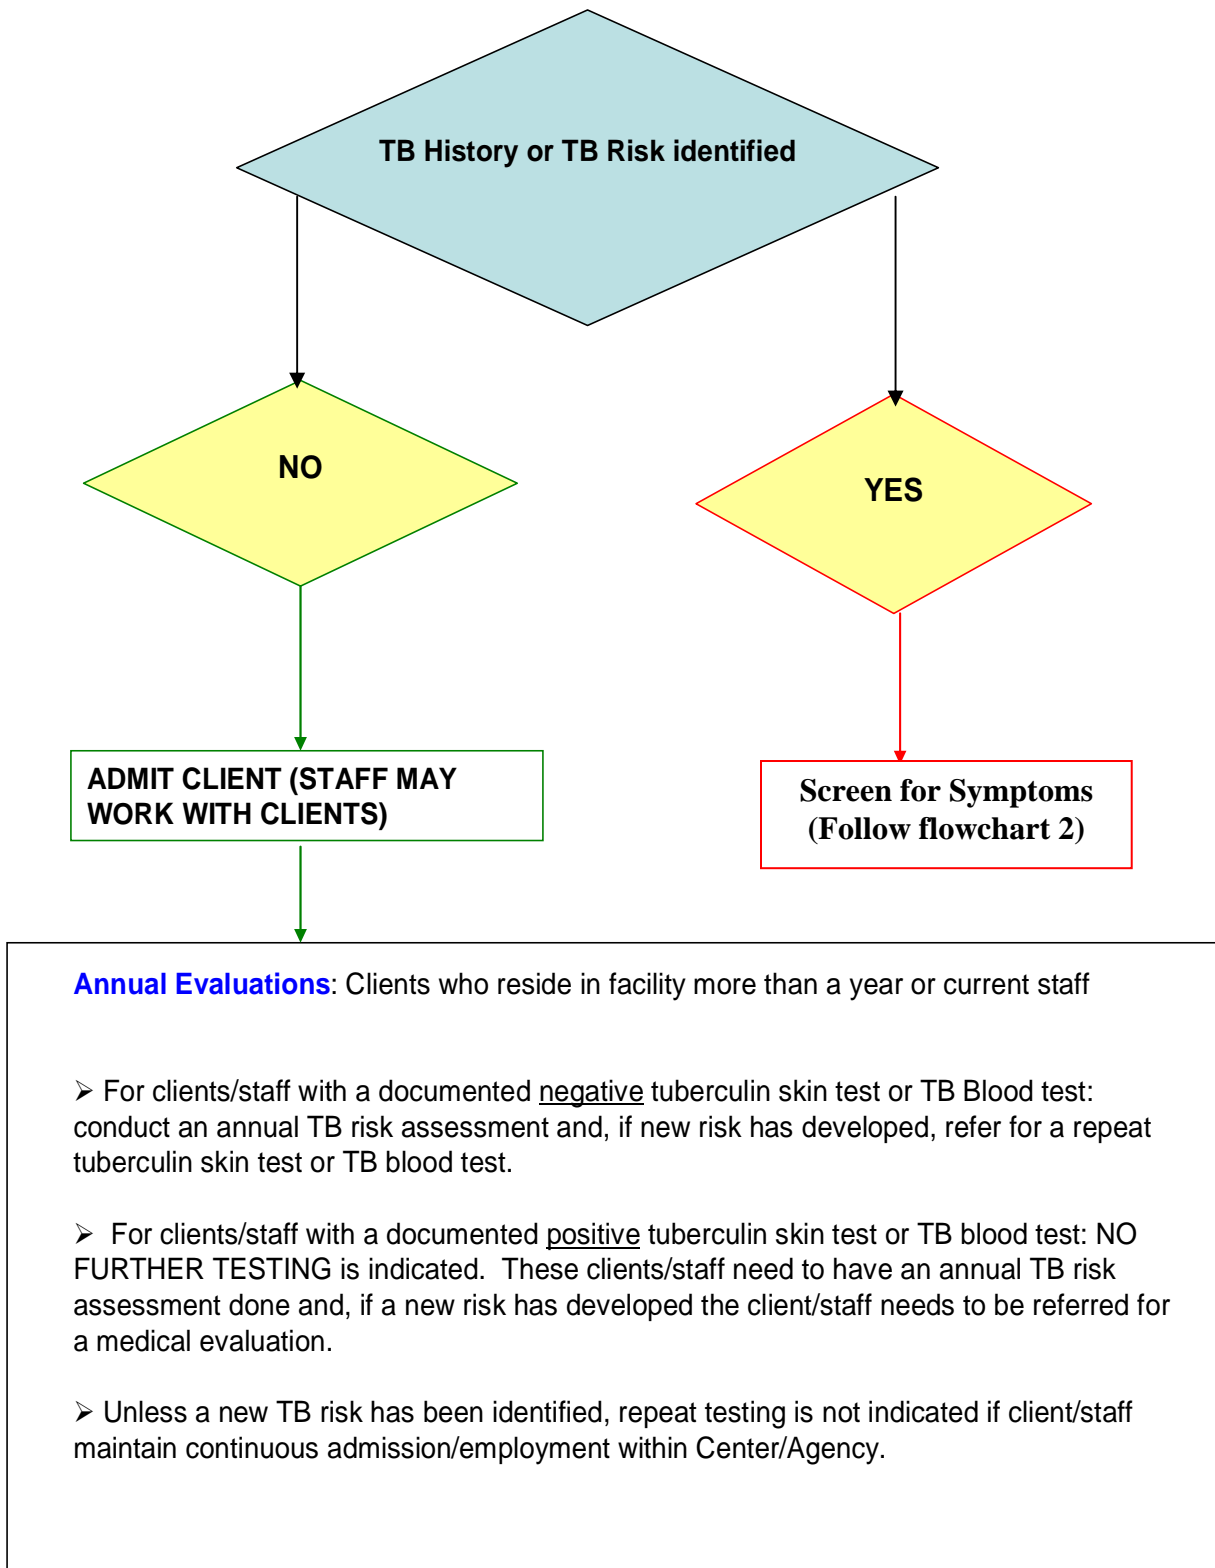 TB History or TB Risk identified
NO
YES
ADMIT CLIENT (STAFF MAY
WORK WITH CLIENTS)
Screen for Symptoms
(Follow flowchart 2)
Annual Evaluations: Clients who reside in facility more than a year or current staff
➢ For clients/staff with a documented negative tuberculin skin test or TB Blood test:
conduct an annual TB risk assessment and, if new risk has developed, refer for a repeat
tuberculin skin test or TB blood test.
➢ For clients/staff with a documented positive tuberculin skin test or TB blood test: NO
FURTHER TESTING is indicated. These clients/staff need to have an annual TB risk
assessment done and, if a new risk has developed the client/staff needs to be referred for
a medical evaluation.
➢ Unless a new TB risk has been identified, repeat testing is not indicated if client/staff
maintain continuous admission/employment within Center/Agency.